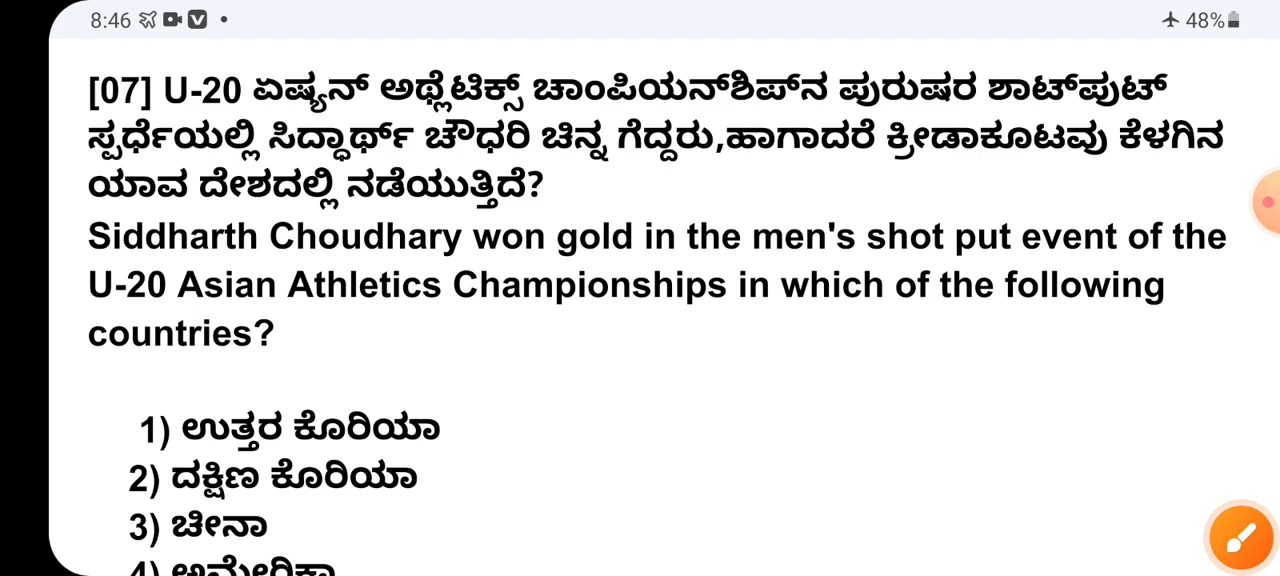 8:46
48%
[07] U-20 ಏಷ್ಯನ್ ಅಥ್ಲೆಟಿಕ್ಸ್ ಚಾಂಪಿಯನ್‌ಶಿಪ್‌ನ ಪುರುಷರ ಶಾಟ್‌ಪುಟ್
ಸ್ಪರ್ಧೆಯಲ್ಲಿ ಸಿದ್ಧಾರ್ಥ್ ಚೌಧರಿ ಚಿನ್ನ ಗೆದ್ದರು,ಹಾಗಾದರೆ ಕ್ರೀಡಾಕೂಟವು ಕೆಳಗಿನ
ಯಾವ ದೇಶದಲ್ಲಿ ನಡೆಯುತ್ತಿದೆ?
Siddharth Choudhary won gold in the men's shot put event of the
U-20 Asian Athletics Championships in which of the following
countries?
1) ಉತ್ತರ ಕೊರಿಯಾ
2) ದಕ್ಷಿಣ ಕೊರಿಯಾ
3) ಚೀನಾ
4) ಅಮೇರಿಕಾ